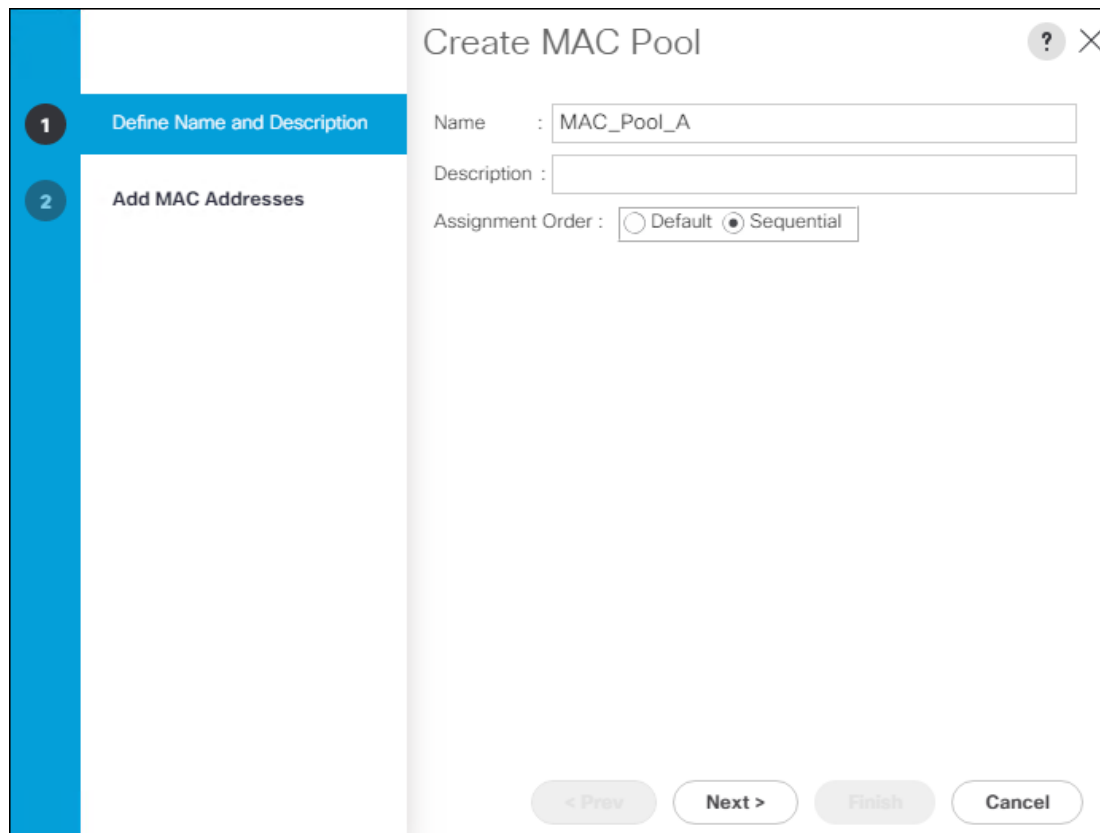 Create MAC Pool
?
1
Define Name and Description
2
Add MAC Addresses
Name : MAC_Pool_A
Description :
Assignment Order : Default Sequential
< Prev Next > Finish Cancel